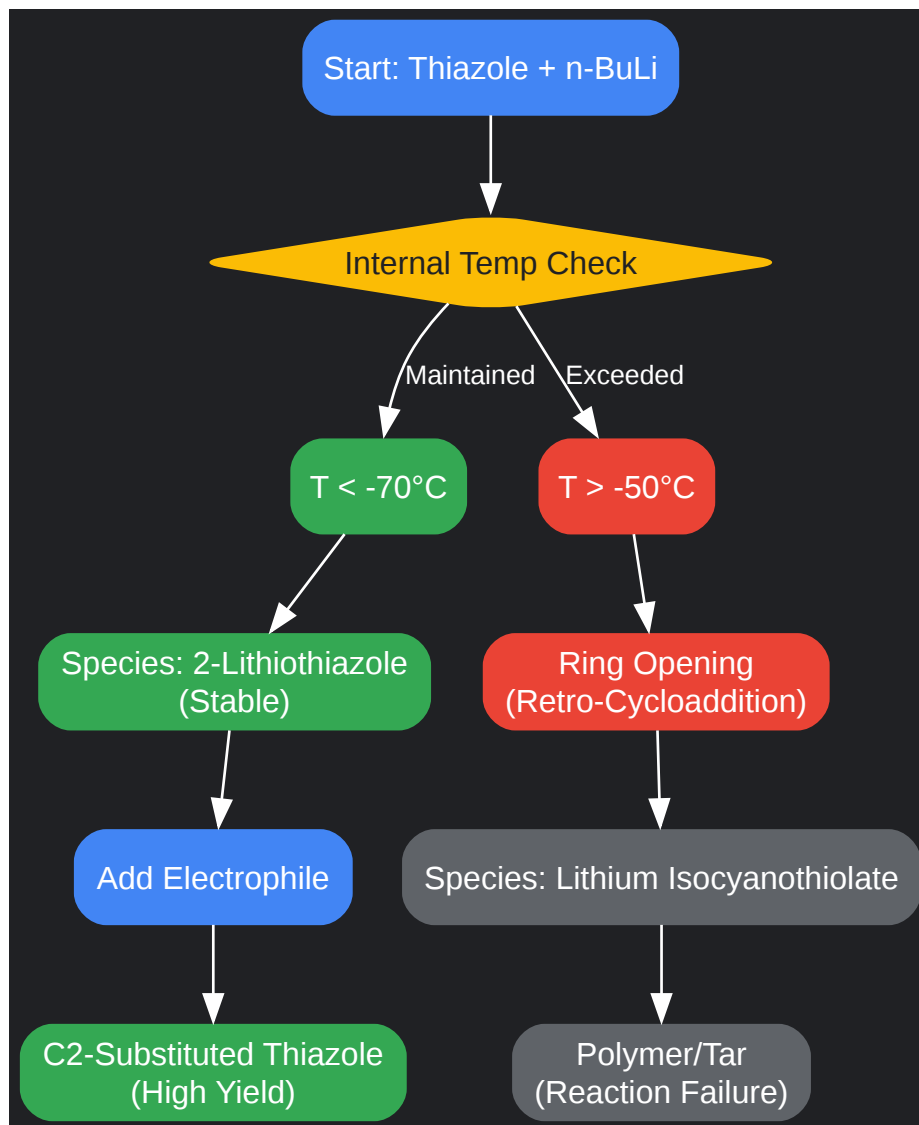 Start: Thiazole + n-BuLi
Internal Temp Check
Maintained
Exceeded
T < -70°C
T > -50°C
Species: 2-Lithiothiazole
(Stable)
Ring Opening
(Retro-Cycloaddition)
Add Electrophile
Species: Lithium Isocyanothiolate
C2-Substituted Thiazole
(High Yield)
Polymer/Tar
(Reaction Failure)